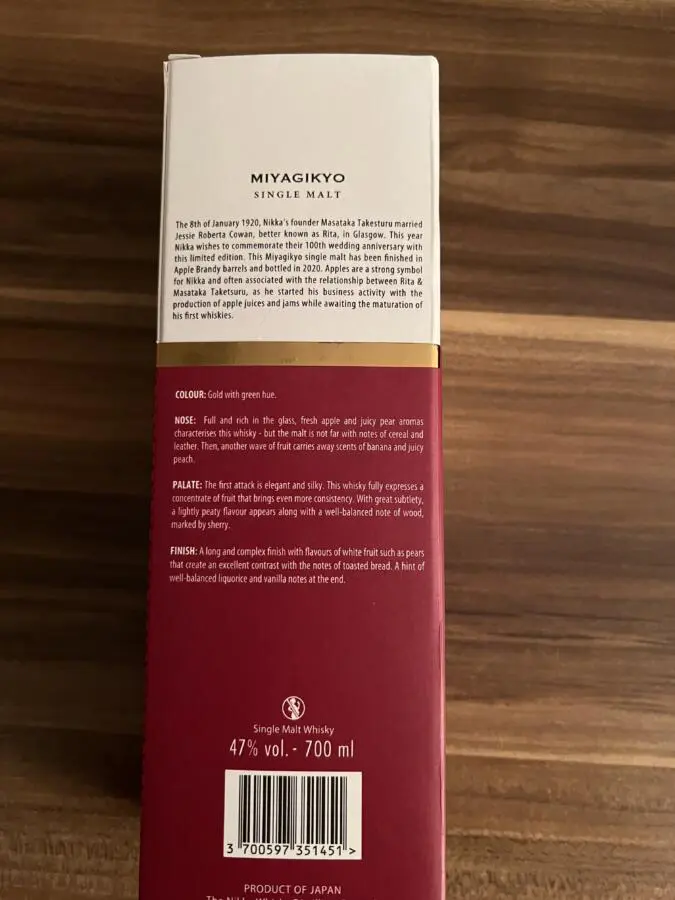 MIYAGIKYO
SINGLE MALT
The 8th of January 1920, Nikka's founder Masataka Takesturu married
Jessie Roberta Cowan, better known as Rita, in Glasgow. This year
Nikka wishes to commemorate their 100th wedding anniversary with
this limited edition. This Miyagikyo single malt has been finished in
Apple Brandy barrels and bottled in 2020. Apples are a strong symbol
for Nikka and often associated with the relationship between Rita &
Masataka Taketsuru, as he started his business activity with the
production of apple juices and jams while awaiting the maturation of
his first whiskies.
COLOUR: Gold with green hue.
NOSE: Full and rich in the glass, fresh apple and juicy pear aromas
characterises this whisky - but the malt is not far with notes of cereal and
leather. Then, another wave of fruit carries away scents of banana and juicy
peach.
PALATE: The first attack is elegant and silky. This whisky fully expresses a
concentrate of fruit that brings even more consistency. With great subtlety,
a lightly peaty flavour appears along with a well-balanced note of wood,
marked by sherry.
FINISH: A long and complex finish with flavours of white fruit such as pears
that create an excellent contrast with the notes of toasted bread. A hint of
well-balanced liquorice and vanilla notes at the end.
Single Malt Whisky
47% vol. - 700 ml
3 700597 351451 >
PRODUCT OF JAPAN
The Nikka Whisky